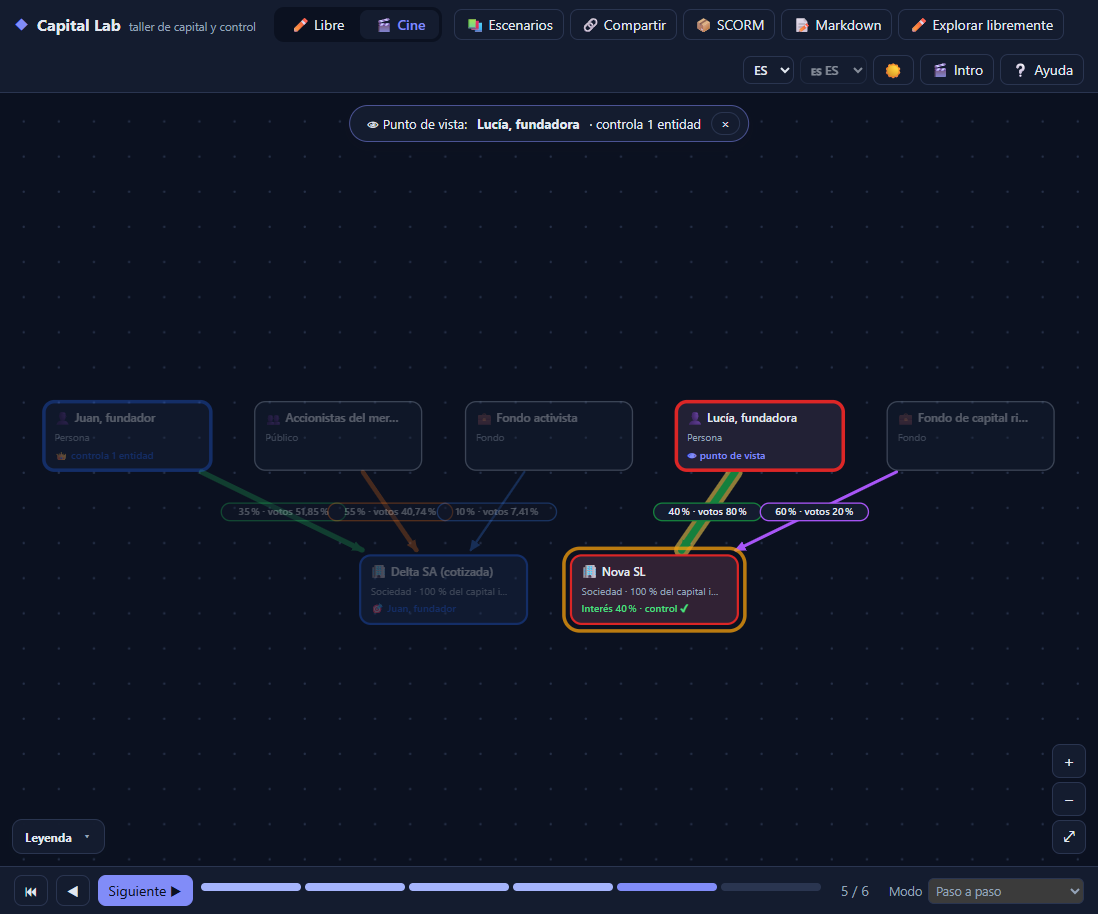 Capital Lab taller de capital y control
Libre
Cine
Escenarios
Compartir
SCORM
Markdown
Explorar libremente
ES
ES ES
Intro
? Ayuda
Punto de vista: Lucía, fundadora · controla 1 entidad ×
Juan, fundador
Persona
controla 1 entidad
Accionistas del mer...
Público
Fondo activista
Fondo
Lucía, fundadora
Persona
punto de vista
Fondo de capital ri...
Fondo
35 % · votos 51,85 %
55 % · votos 40,74 %
10 % · votos 7,41 %
40 % · votos 80 %
60 % · votos 20 %
Delta SA (cotizada)
Sociedad · 100 % del capital i...
Juan, fundador
Nova SL
Sociedad · 100 % del capital i...
Interés 40 % · control ✔
+
−
Leyenda
Siguiente ▶
5 / 6
Modo
Paso a paso